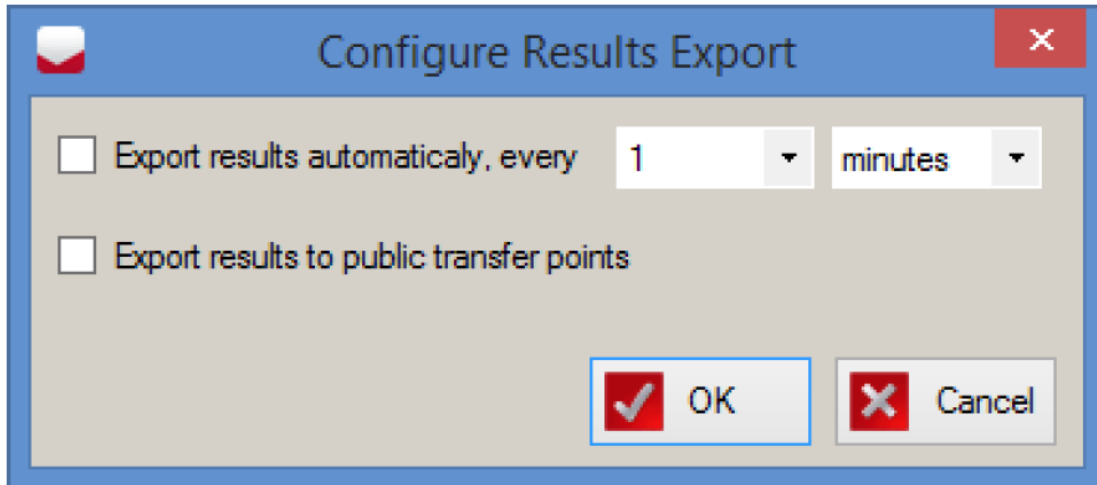 Configure Results Export
Export results automaticaly, every 1 minutes
Export results to public transfer points
OK Cancel